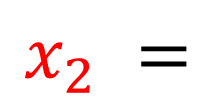 x₂ =